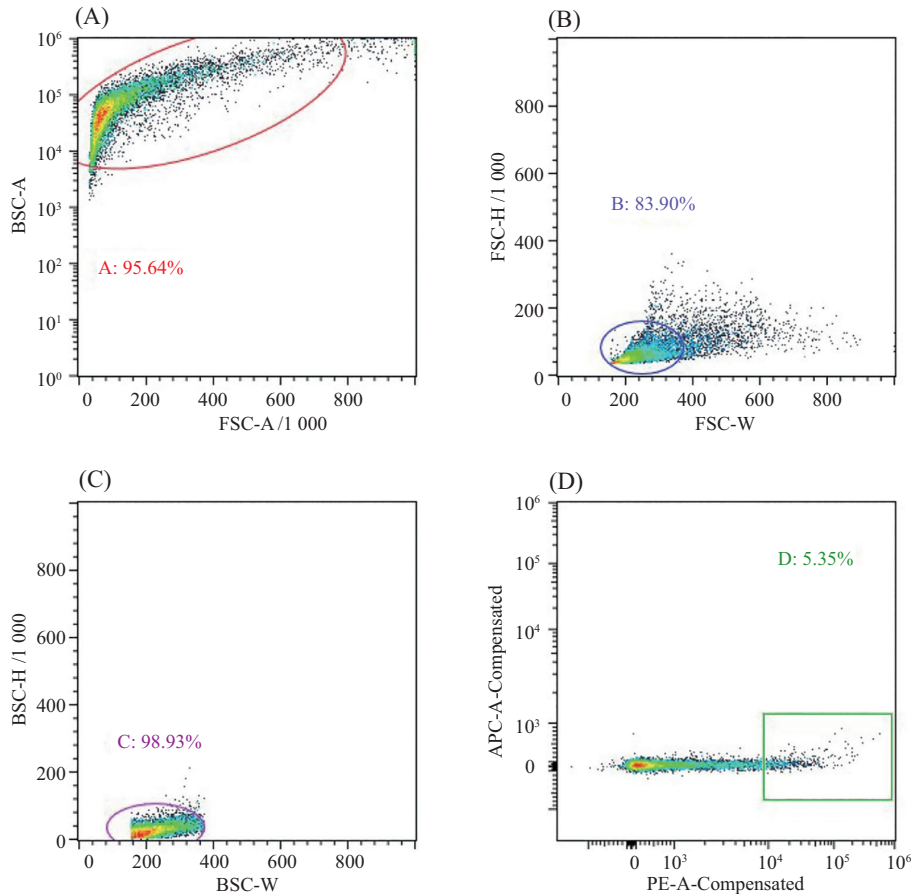 (A)
10⁶
10⁵
10⁴
10³
10²
10¹
10⁰
BSC-A
A: 95.64%
0 200 400 600 800
FSC-A /1 000
(B)
800
600
400
200
0
FSC-H /1 000
B: 83.90%
0 200 400 600 800
FSC-W
(C)
800
600
400
200
0
BSC-H /1 000
C: 98.93%
0 200 400 600 800
BSC-W
(D)
10⁶
10⁵
10⁴
10³
0
APC-A-Compensated
D: 5.35%
0 10³ 10⁴ 10⁵ 10⁶
PE-A-Compensated